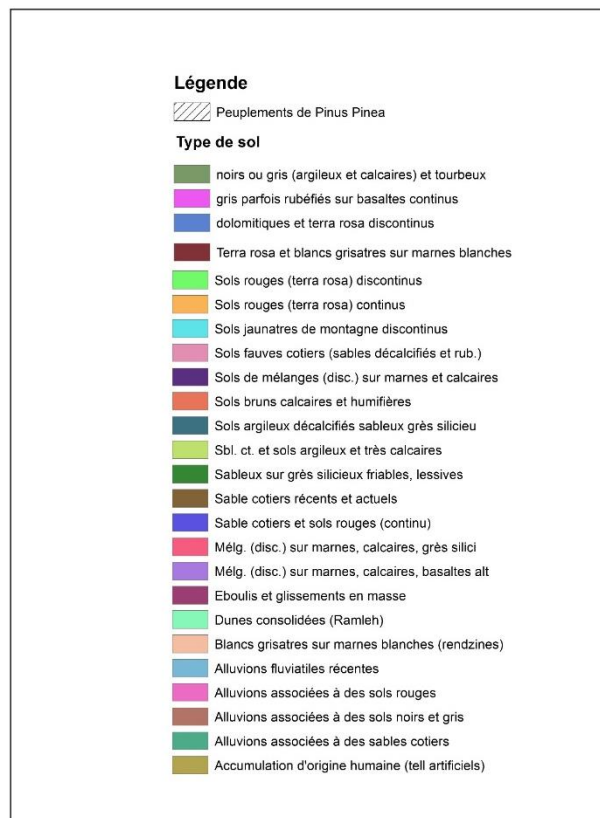 Légende
Peuplements de Pinus Pinea
Type de sol
noirs ou gris (argileux et calcaires) et tourbeux
gris parfois rubéfiés sur basaltes continus
dolomitiques et terra rosa discontinus
Terra rosa et blancs grisatres sur marnes blanches
Sols rouges (terra rosa) discontinus
Sols rouges (terra rosa) continus
Sols jaunatres de montagne discontinus
Sols fauves cotiers (sables décalcifiés et rub.)
Sols de mélanges (disc.) sur marnes et calcaires
Sols bruns calcaires et humifières
Sols argileux décalcifiés sableux grès silicieu
Sbl. ct. et sols argileux et très calcaires
Sableux sur grès silicieux friables, lessives
Sable cotiers récents et actuels
Sable cotiers et sols rouges (continu)
Mélg. (disc.) sur marnes, calcaires, grès silici
Mélg. (disc.) sur marnes, calcaires, basaltes alt
Eboulis et glissements en masse
Dunes consolidées (Ramleh)
Blancs grisatres sur marnes blanches (rendzines)
Alluvions fluviatiles récentes
Alluvions associées à des sols rouges
Alluvions associées à des sols noirs et gris
Alluvions associées à des sables cotiers
Accumulation d'origine humaine (tell artificiels)